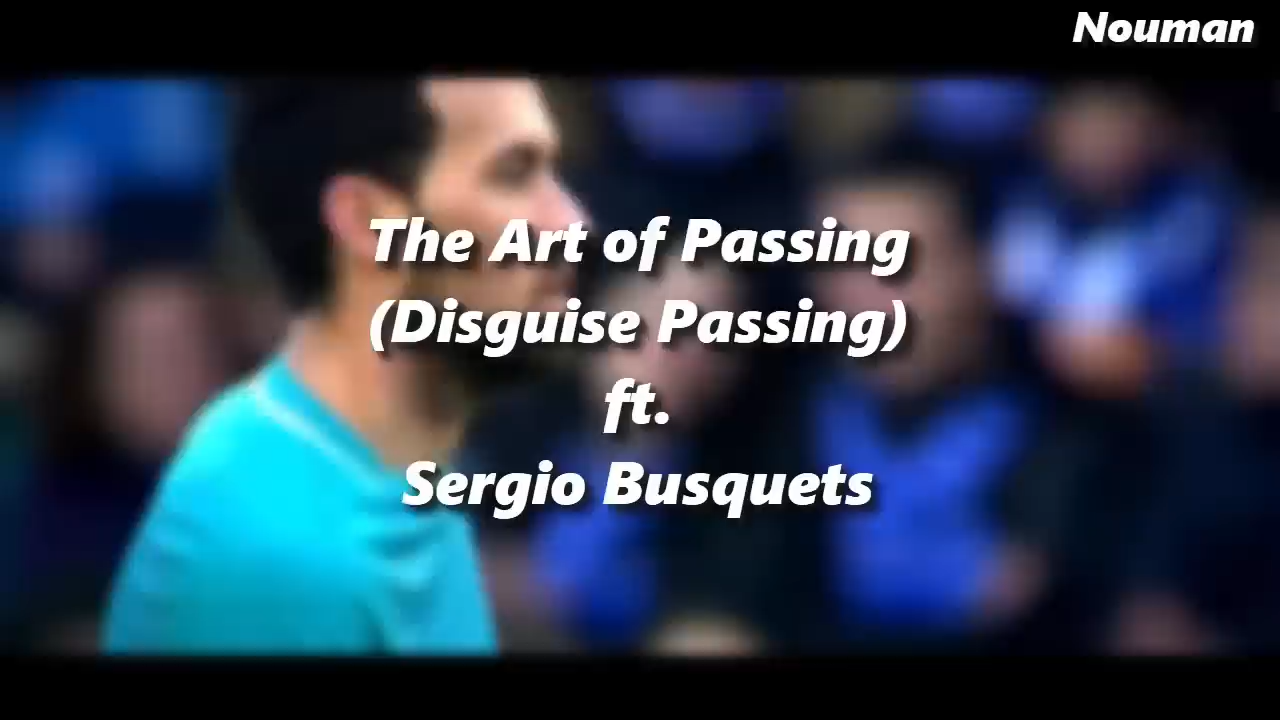 Nouman
The Art of Passing
(Disguise Passing)
ft.
Sergio Busquets